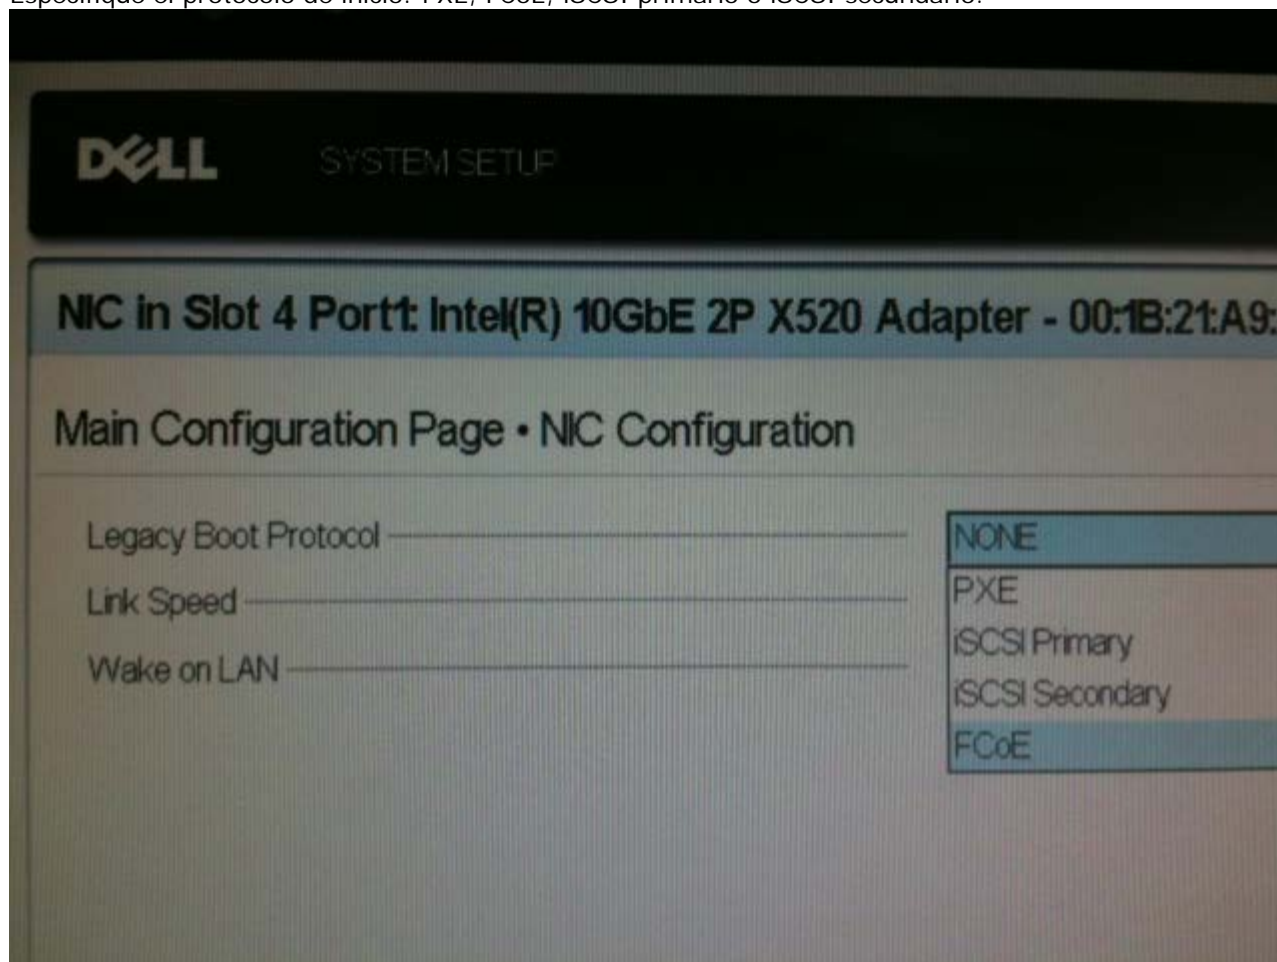 Especifique el protocolo de inicio: PXE, FCoE, iSCSI primario o iSCSI secundario.
DELL SYSTEM SETUP
NIC in Slot 4 Port1: Intel(R) 10GbE 2P X520 Adapter - 00:1B:21:A9:
Main Configuration Page • NIC Configuration
Legacy Boot Protocol NONE
Link Speed PXE
iSCSI Primary
Wake on LAN
iSCSI Secondary
FCoE